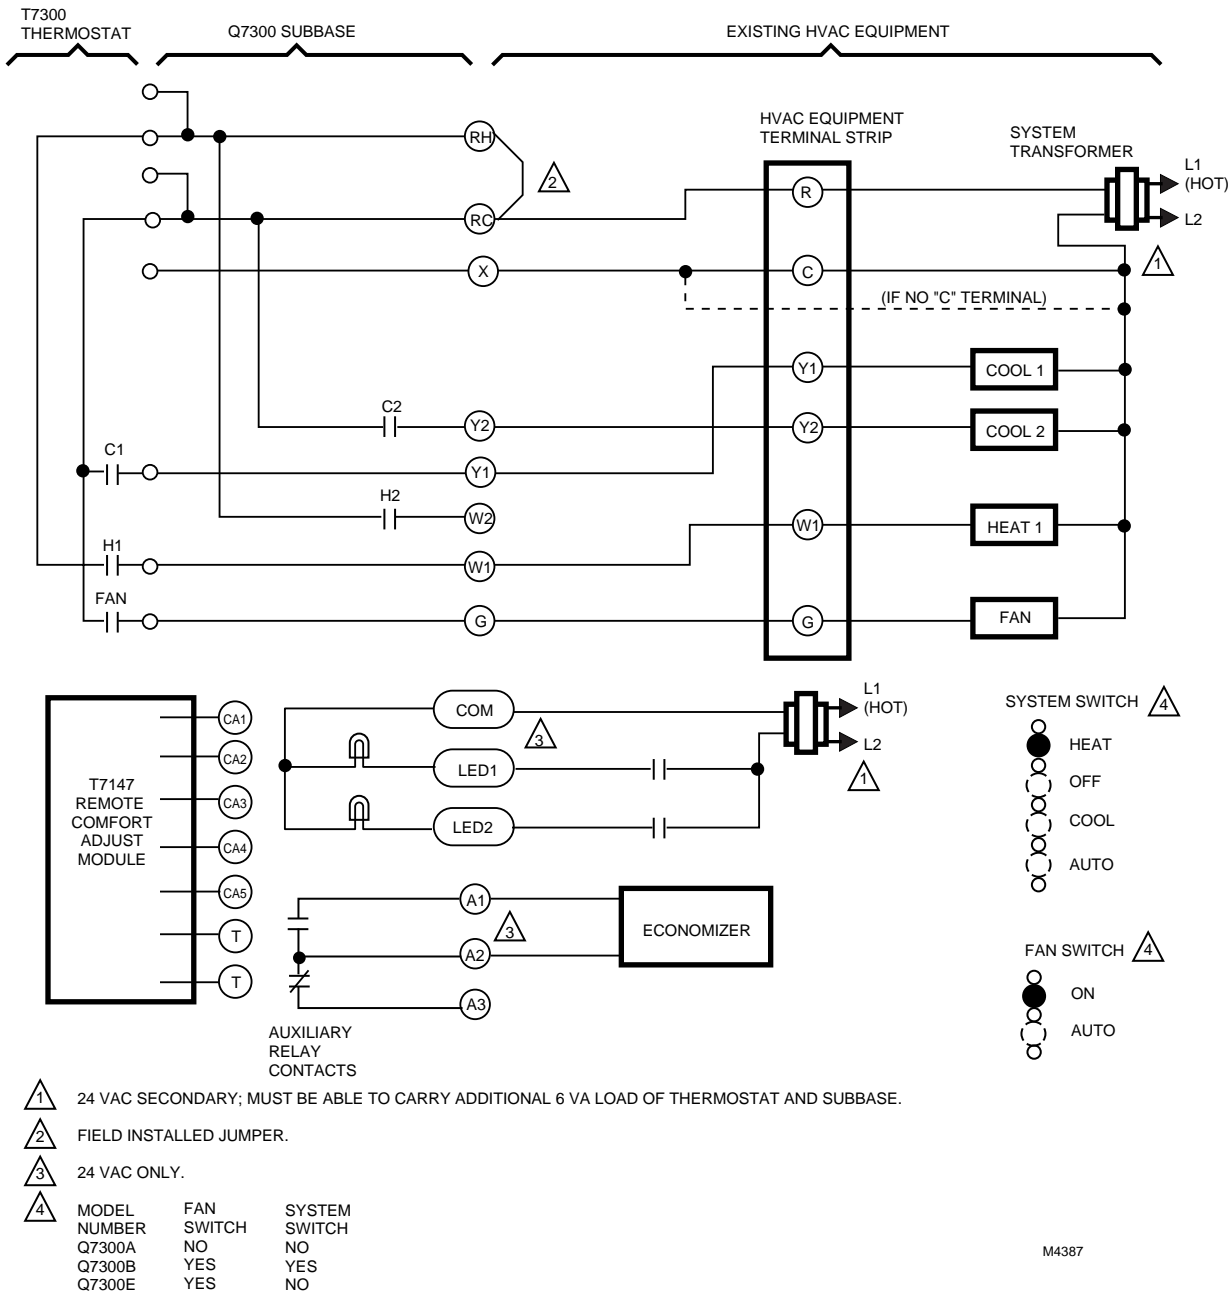 T7300
THERMOSTAT
Q7300 SUBBASE
EXISTING HVAC EQUIPMENT
HVAC EQUIPMENT
TERMINAL STRIP
SYSTEM
TRANSFORMER
L1
(HOT)
L2
RH
2
R
RC
1
X
C
(IF NO "C" TERMINAL)
Y1
COOL 1
C2
Y2
Y2
COOL 2
C1
Y1
H2
W2
W1
HEAT 1
H1
W1
FAN
G
G
FAN
T7147
REMOTE
COMFORT
ADJUST
MODULE
CA1
CA2
CA3
CA4
CA5
T
T
COM
3
LED1
LED2
L1
(HOT)
L2
1
A1
3
A2
A3
ECONOMIZER
AUXILIARY
RELAY
CONTACTS
SYSTEM SWITCH 4
HEAT
OFF
COOL
AUTO
FAN SWITCH 4
ON
AUTO
1 24 VAC SECONDARY; MUST BE ABLE TO CARRY ADDITIONAL 6 VA LOAD OF THERMOSTAT AND SUBBASE.
2 FIELD INSTALLED JUMPER.
3 24 VAC ONLY.
4 MODEL FAN SYSTEM
NUMBER SWITCH SWITCH
Q7300A NO NO
Q7300B YES YES
Q7300E YES NO
M4387